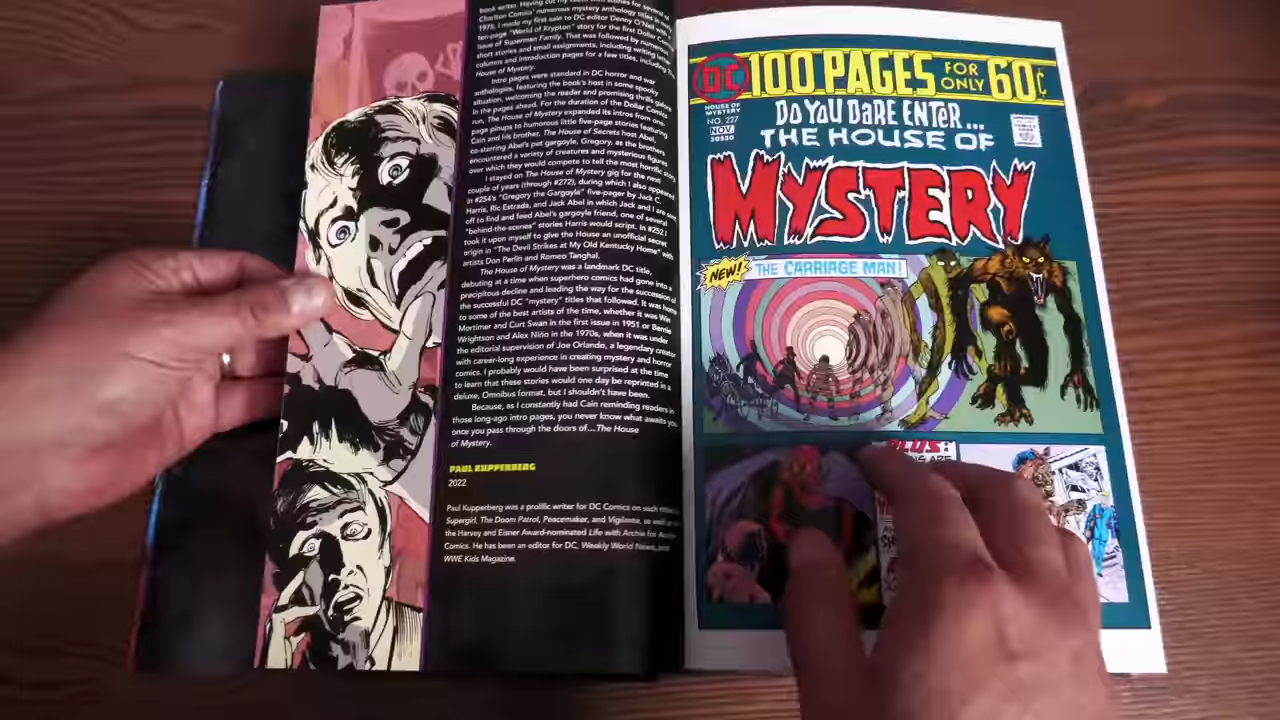 book writer. Having cut my teeth with stories for several of
Charlton Comics' numerous mystery anthology titles in
1975, I made my first sale to DC editor Denny O'Neil with a
ten-page "World of Krypton" story for the first Dollar Comics
issue of Superman Family. That was followed by numerous
short stories and small assignments, including writing letter
columns and introduction pages for a few titles, including The
House of Mystery.
Intro pages were standard in DC horror and war
anthologies, featuring the book's host in some spooky
situation, welcoming the reader and promising thrills galore
in the pages ahead. For the duration of the Dollar Comics
run, The House of Mystery expanded its intros from one-
page pinups to humorous little five-page stories featuring
Cain and his brother, The House of Secrets host Abel,
co-starring Abel's pet gargoyle, Gregory, as the brothers
encountered a variety of creatures and mysterious figures
over which they would compete to tell the most horrific story.
I stayed on The House of Mystery gig for the next
couple of years (through #272), during which I also appeared
in #254's "Gregory the Gargoyle" five-pager by Jack C.
Harris, Ric Estrada, and Jack Abel in which Jack and I are sent
off to find and feed Abel's gargoyle friend, one of several
"behind-the-scenes" stories Harris would script. In #252 I
took it upon myself to give the House an unofficial secret
origin in "The Devil Strikes at My Old Kentucky Home" with
artists Don Perlin and Romeo Tanghal.
The House of Mystery was a landmark DC title,
debuting at a time when superhero comics had gone into a
precipitous decline and leading the way for the succession of
the successful DC "mystery" titles that followed. It was home
to some of the best artists of the time, whether it was Win
Mortimer and Curt Swan in the first issue in 1951 or Bernie
Wrightson and Alex Niño in the 1970s, when it was under
the editorial supervision of Joe Orlando, a legendary creator
with career-long experience in creating mystery and horror
comics. I probably would have been surprised at the time
to learn that these stories would one day be reprinted in a
deluxe, Omnibus format, but I shouldn't have been.
Because, as I constantly had Cain reminding readers in
those long-ago intro pages, you never know what awaits you
once you pass through the doors of...The House
of Mystery.
PAUL KUPPERBERG
2022
Paul Kupperberg was a prolific writer for DC Comics on such titles
Supergirl, The Doom Patrol, Peacemaker, and Vigilante, as well as
the Harvey and Eisner Award-nominated Life with Archie for Archie
Comics. He has been an editor for DC, Weekly World News, and
WWE Kids Magazine.
DC 100 PAGES FOR ONLY 60¢
HOUSE OF
MYSTERY
NO. 227
NOV.
30530
DO YOU DARE ENTER...
THE HOUSE OF
MYSTERY
NEW! THE CARRIAGE MAN!
PLUS: